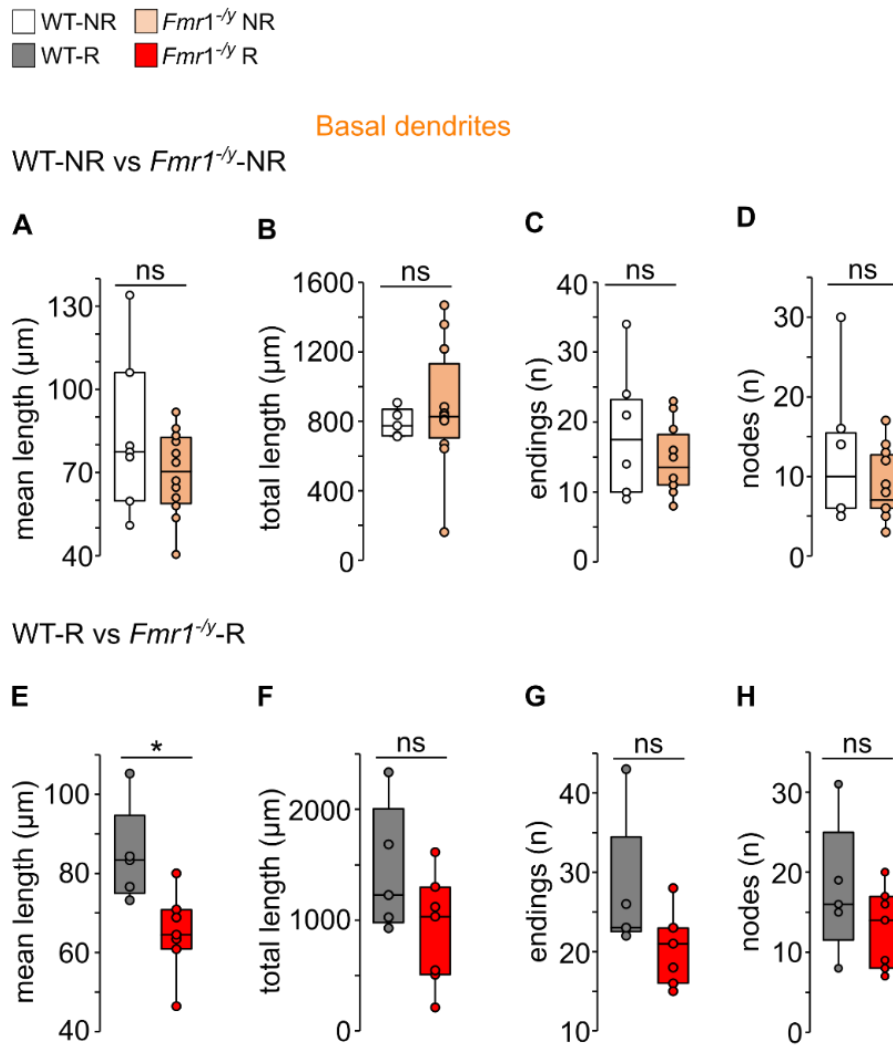 WT-NR Fmr1-/y NR
WT-R Fmr1-/y R
Basal dendrites
WT-NR vs Fmr1-/y-NR
A B C D
ns ns ns ns
mean length (µm)
130
100
70
40
total length (µm)
1600
1200
800
400
0
endings (n)
40
30
20
10
0
nodes (n)
30
20
10
0
WT-R vs Fmr1-/y-R
E F G H
* ns ns ns
mean length (µm)
100
80
60
40
total length (µm)
2000
1000
0
endings (n)
40
30
20
10
nodes (n)
30
20
10
0